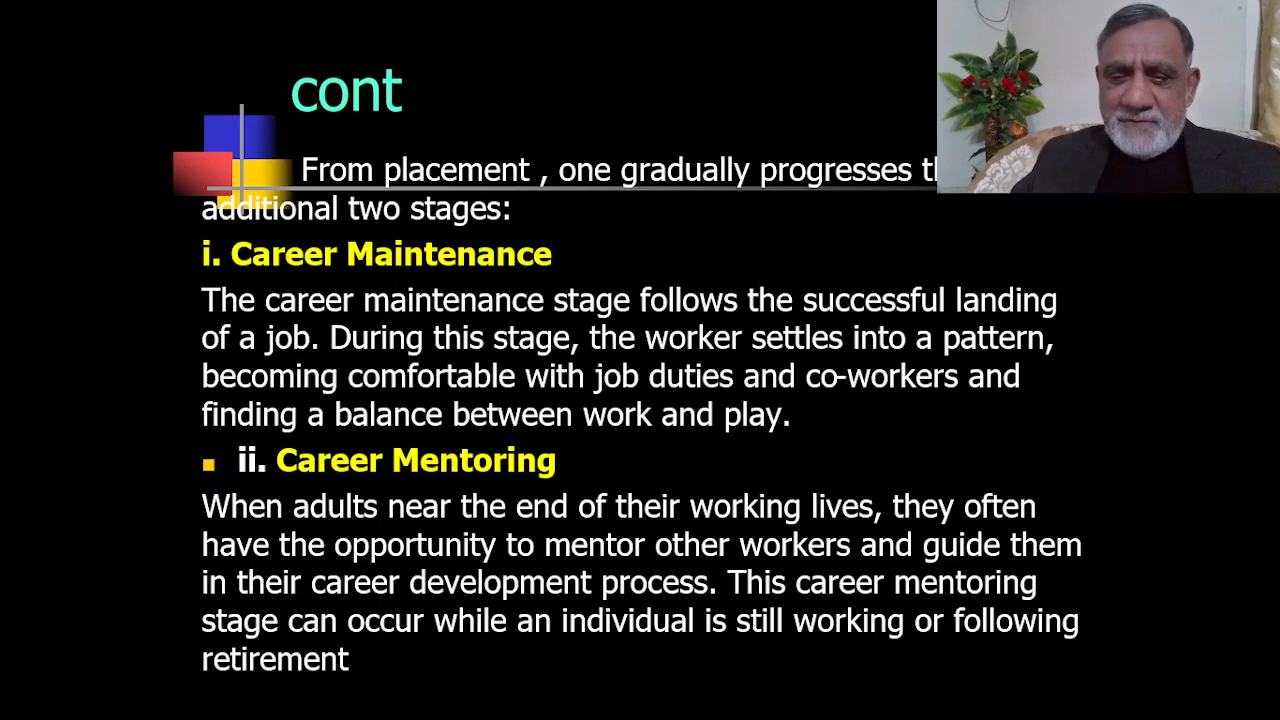 cont
From placement , one gradually progresses
additional two stages:
i. Career Maintenance
The career maintenance stage follows the successful landing
of a job. During this stage, the worker settles into a pattern,
becoming comfortable with job duties and co-workers and
finding a balance between work and play.
ii. Career Mentoring
When adults near the end of their working lives, they often
have the opportunity to mentor other workers and guide them
in their career development process. This career mentoring
stage can occur while an individual is still working or following
retirement